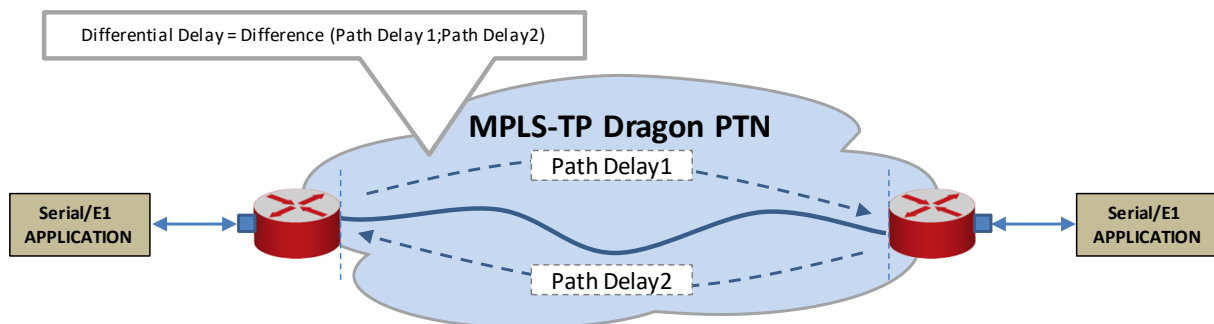 Differential Delay = Difference (Path Delay 1;Path Delay2)
MPLS-TP Dragon PTN
Path Delay1
Serial/E1
APPLICATION
Serial/E1
APPLICATION
Path Delay2